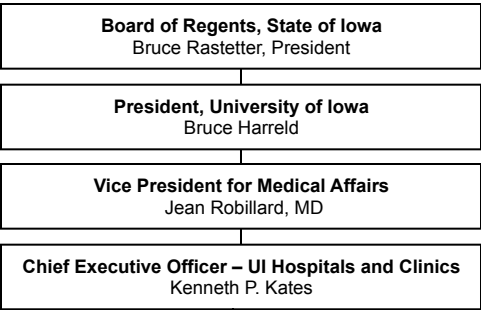 Board of Regents, State of Iowa
Bruce Rastetter, President
President, University of Iowa
Bruce Harreld
Vice President for Medical Affairs
Jean Robillard, MD
Chief Executive Officer – UI Hospitals and Clinics
Kenneth P. Kates